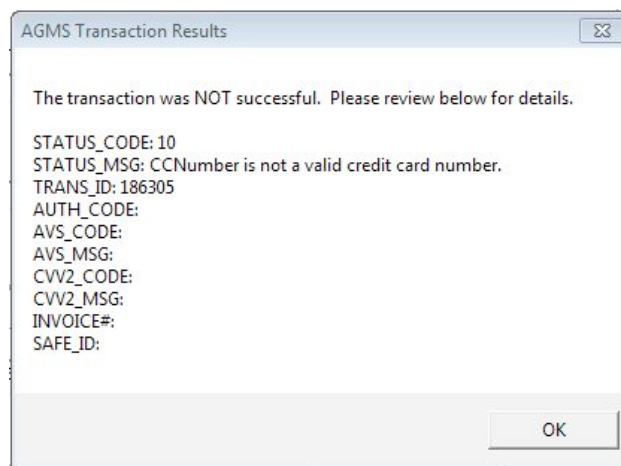 AGMS Transaction Results
The transaction was NOT successful.  Please review below for details.
STATUS_CODE: 10
STATUS_MSG: CCNumber is not a valid credit card number.
TRANS_ID: 186305
AUTH_CODE:
AVS_CODE:
AVS_MSG:
CVV2_CODE:
CVV2_MSG:
INVOICE#:
SAFE_ID:
OK